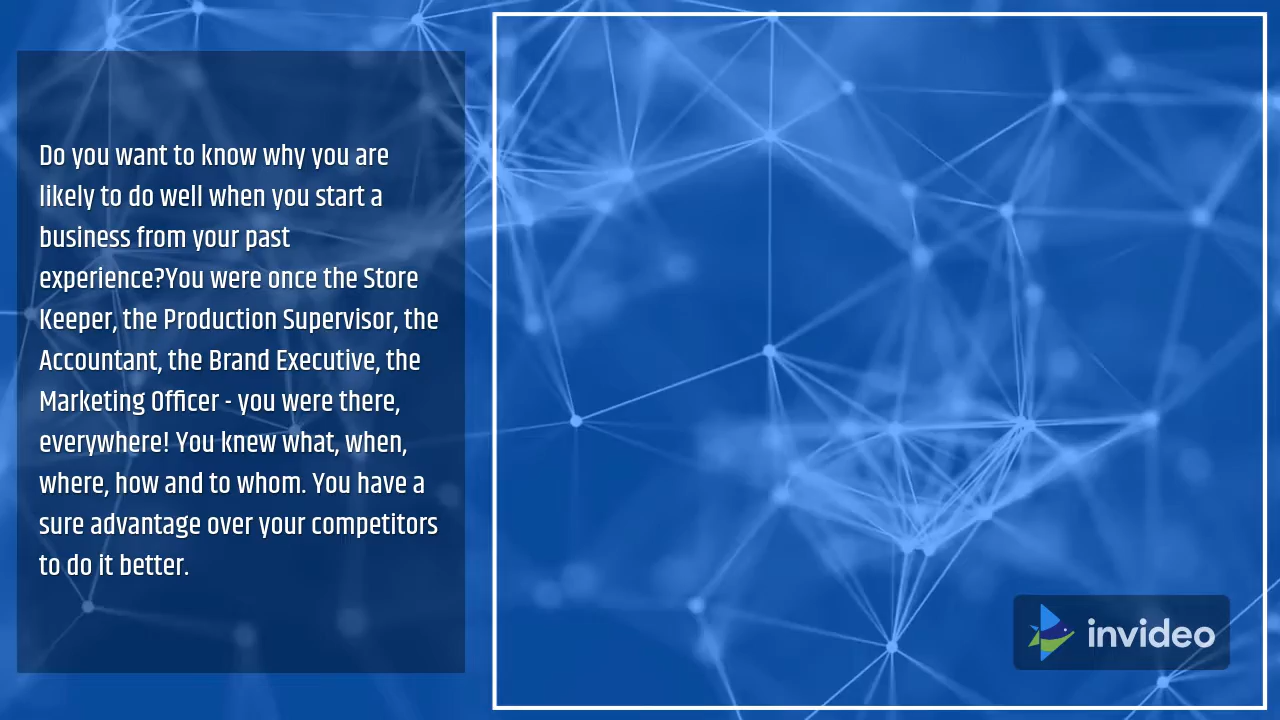 Do you want to know why you are
likely to do well when you start a
business from your past
experience?You were once the Store
Keeper, the Production Supervisor, the
Accountant, the Brand Executive, the
Marketing Officer - you were there,
everywhere! You knew what, when,
where, how and to whom. You have a
sure advantage over your competitors
to do it better.
invideo